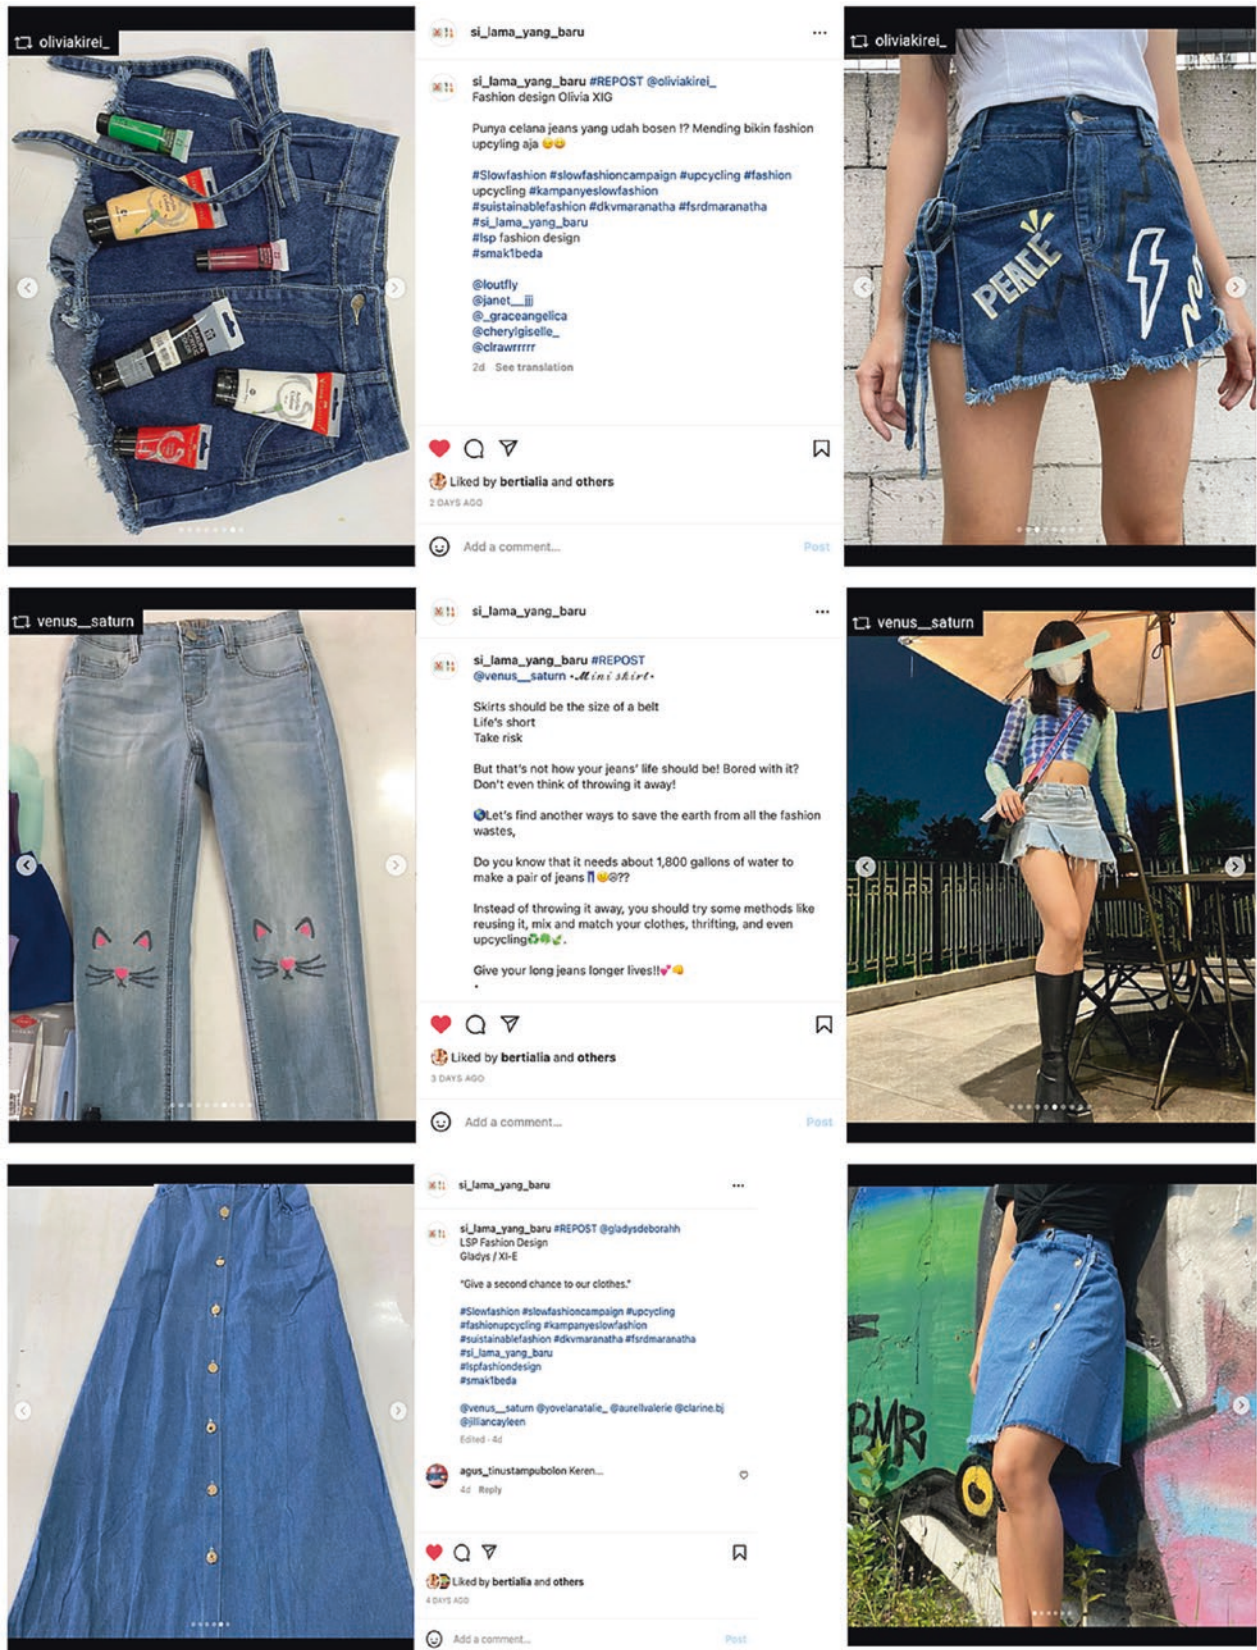 oliviakirei_
si_lama_yang_baru
si_lama_yang_baru #REPOST @oliviakirei_
Fashion design Olivia XIG
Punya celana jeans yang udah bosen !? Mending bikin fashion
upcyling aja 😉😋
#Slowfashion #slowfashioncampaign #upcycling #fashion
upcycling #kampanyeslowfashion
#suistainablefashion #dkvmaranatha #fsrdmaranatha
#si_lama_yang_baru
#lsp fashion design
#smak1beda
@loutfly
@janet__jjj
@_graceangelica
@cherylgiselle_
@clrawrrrrr
2d See translation
Liked by bertialia and others
2 DAYS AGO
Add a comment... Post
oliviakirei_
PEACE
venus__saturn
si_lama_yang_baru
si_lama_yang_baru #REPOST
@venus__saturn •𝓜𝓲𝓷𝓲 𝓼𝓴𝓲𝓻𝓽•
Skirts should be the size of a belt
Life's short
Take risk
But that's not how your jeans' life should be! Bored with it?
Don't even think of throwing it away!
🌏Let's find another ways to save the earth from all the fashion
wastes,
Do you know that it needs about 1,800 gallons of water to
make a pair of jeans👖??
Instead of throwing it away, you should try some methods like
reusing it, mix and match your clothes, thrifting, and even
upcycling♻️.
Give your long jeans longer lives!!💕👊
•
Liked by bertialia and others
3 DAYS AGO
Add a comment... Post
venus__saturn
si_lama_yang_baru
si_lama_yang_baru #REPOST @gladysdeborahh
LSP Fashion Design
Gladys / XI-E
"Give a second chance to our clothes."
#Slowfashion #slowfashioncampaign #upcycling
#fashionupcycling #kampanyeslowfashion
#suistainablefashion #dkvmaranatha #fsrdmaranatha
#si_lama_yang_baru
#lspfashiondesign
#smak1beda
@venus__saturn @yovelanatalie_ @aurellvalerie @clarine.bj
@jilliancayleen
Edited · 4d
agus_tinustampubolon Keren...
4d Reply
Liked by bertialia and others
4 DAYS AGO
Add a comment... Post
BMR